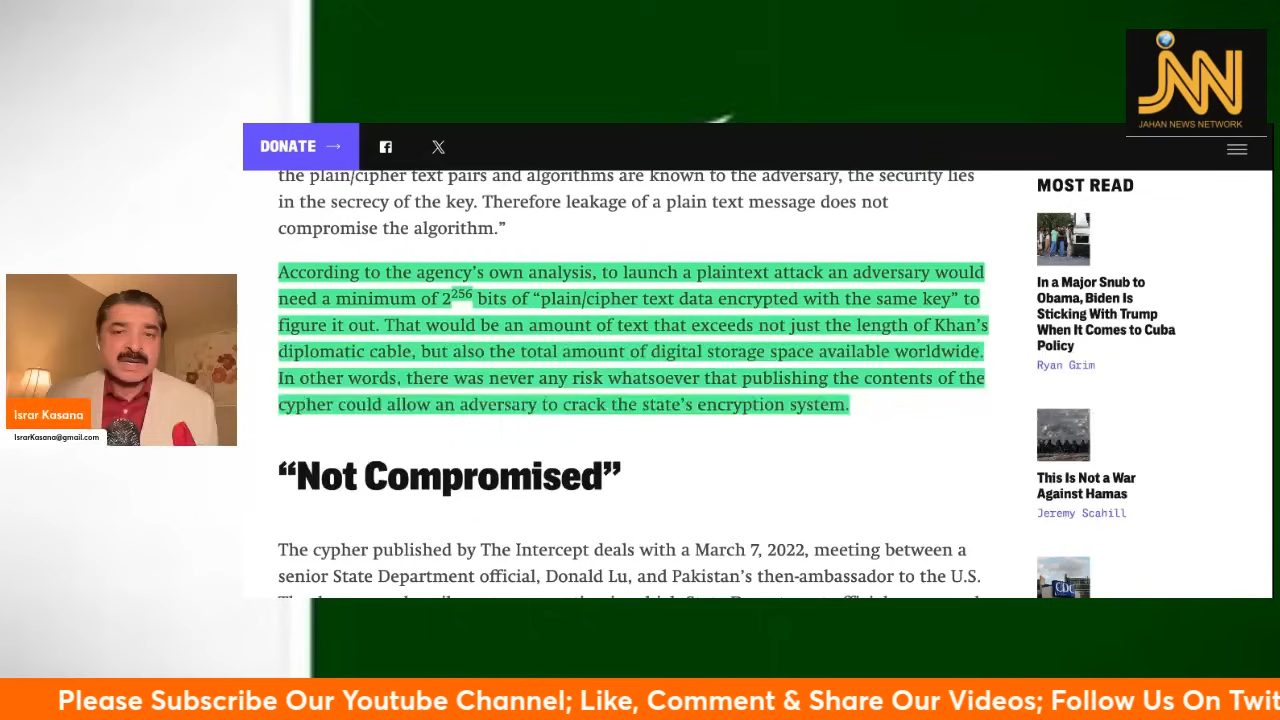 JNN
JAHAN NEWS NETWORK
DONATE →
the plain/cipher text pairs and algorithms are known to the adversary, the security lies
in the secrecy of the key. Therefore leakage of a plain text message does not
compromise the algorithm.”
According to the agency’s own analysis, to launch a plaintext attack an adversary would
need a minimum of 2²⁵⁶ bits of “plain/cipher text data encrypted with the same key” to
figure it out. That would be an amount of text that exceeds not just the length of Khan’s
diplomatic cable, but also the total amount of digital storage space available worldwide.
In other words, there was never any risk whatsoever that publishing the contents of the
cypher could allow an adversary to crack the state’s encryption system.
“Not Compromised”
The cypher published by The Intercept deals with a March 7, 2022, meeting between a
senior State Department official, Donald Lu, and Pakistan’s then-ambassador to the U.S.
MOST READ
In a Major Snub to
Obama, Biden Is
Sticking With Trump
When It Comes to Cuba
Policy
Ryan Grim
This Is Not a War
Against Hamas
Jeremy Scahill
CDC
Israr Kasana
IsrarKasana@gmail.com
Please Subscribe Our Youtube Channel; Like, Comment & Share Our Videos; Follow Us On Twit